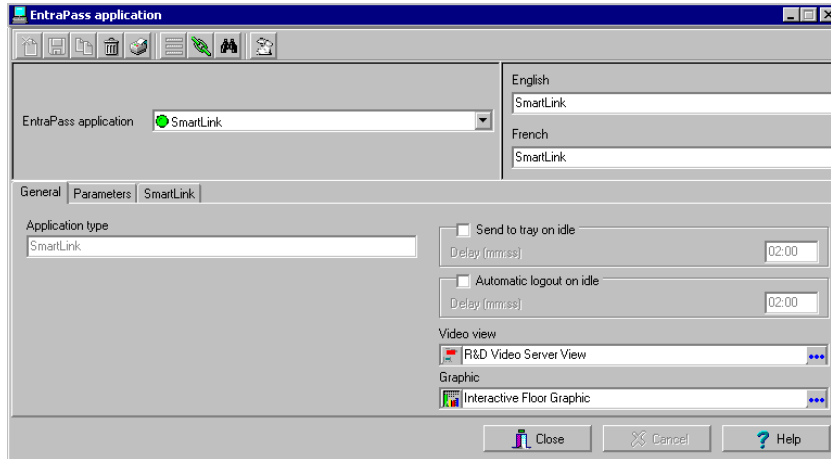 EntraPass application
English
SmartLink
EntraPass application
SmartLink
French
SmartLink
General
Parameters
SmartLink
Application type
SmartLink
Send to tray on idle
Delay (mm:ss)
02:00
Automatic logout on idle
Delay (mm:ss)
02:00
Video view
R&D Video Server View
Graphic
Interactive Floor Graphic
Close
Cancel
Help